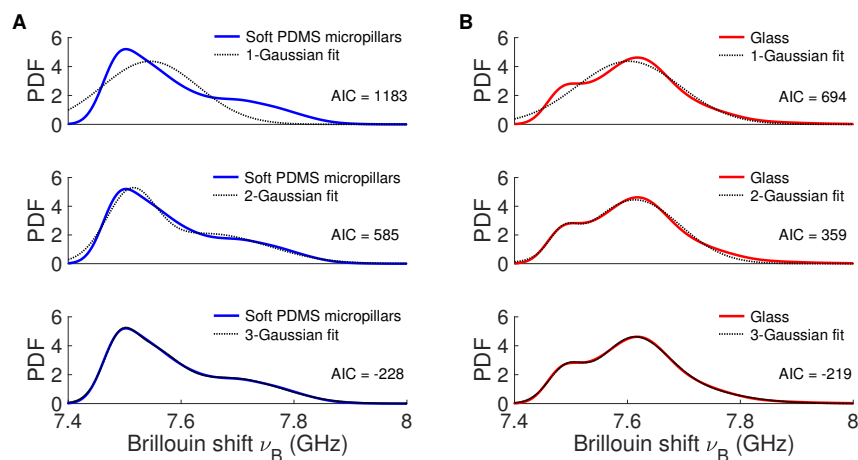 A
B
PDF
6
4
2
0
Soft PDMS micropillars
1-Gaussian fit
AIC = 1183
PDF
6
4
2
0
Glass
1-Gaussian fit
AIC = 694
PDF
6
4
2
0
Soft PDMS micropillars
2-Gaussian fit
AIC = 585
PDF
6
4
2
0
Glass
2-Gaussian fit
AIC = 359
PDF
6
4
2
0
Soft PDMS micropillars
3-Gaussian fit
AIC = -228
7.4 7.6 7.8 8
Brillouin shift ν_B (GHz)
PDF
6
4
2
0
Glass
3-Gaussian fit
AIC = -219
7.4 7.6 7.8 8
Brillouin shift ν_B (GHz)